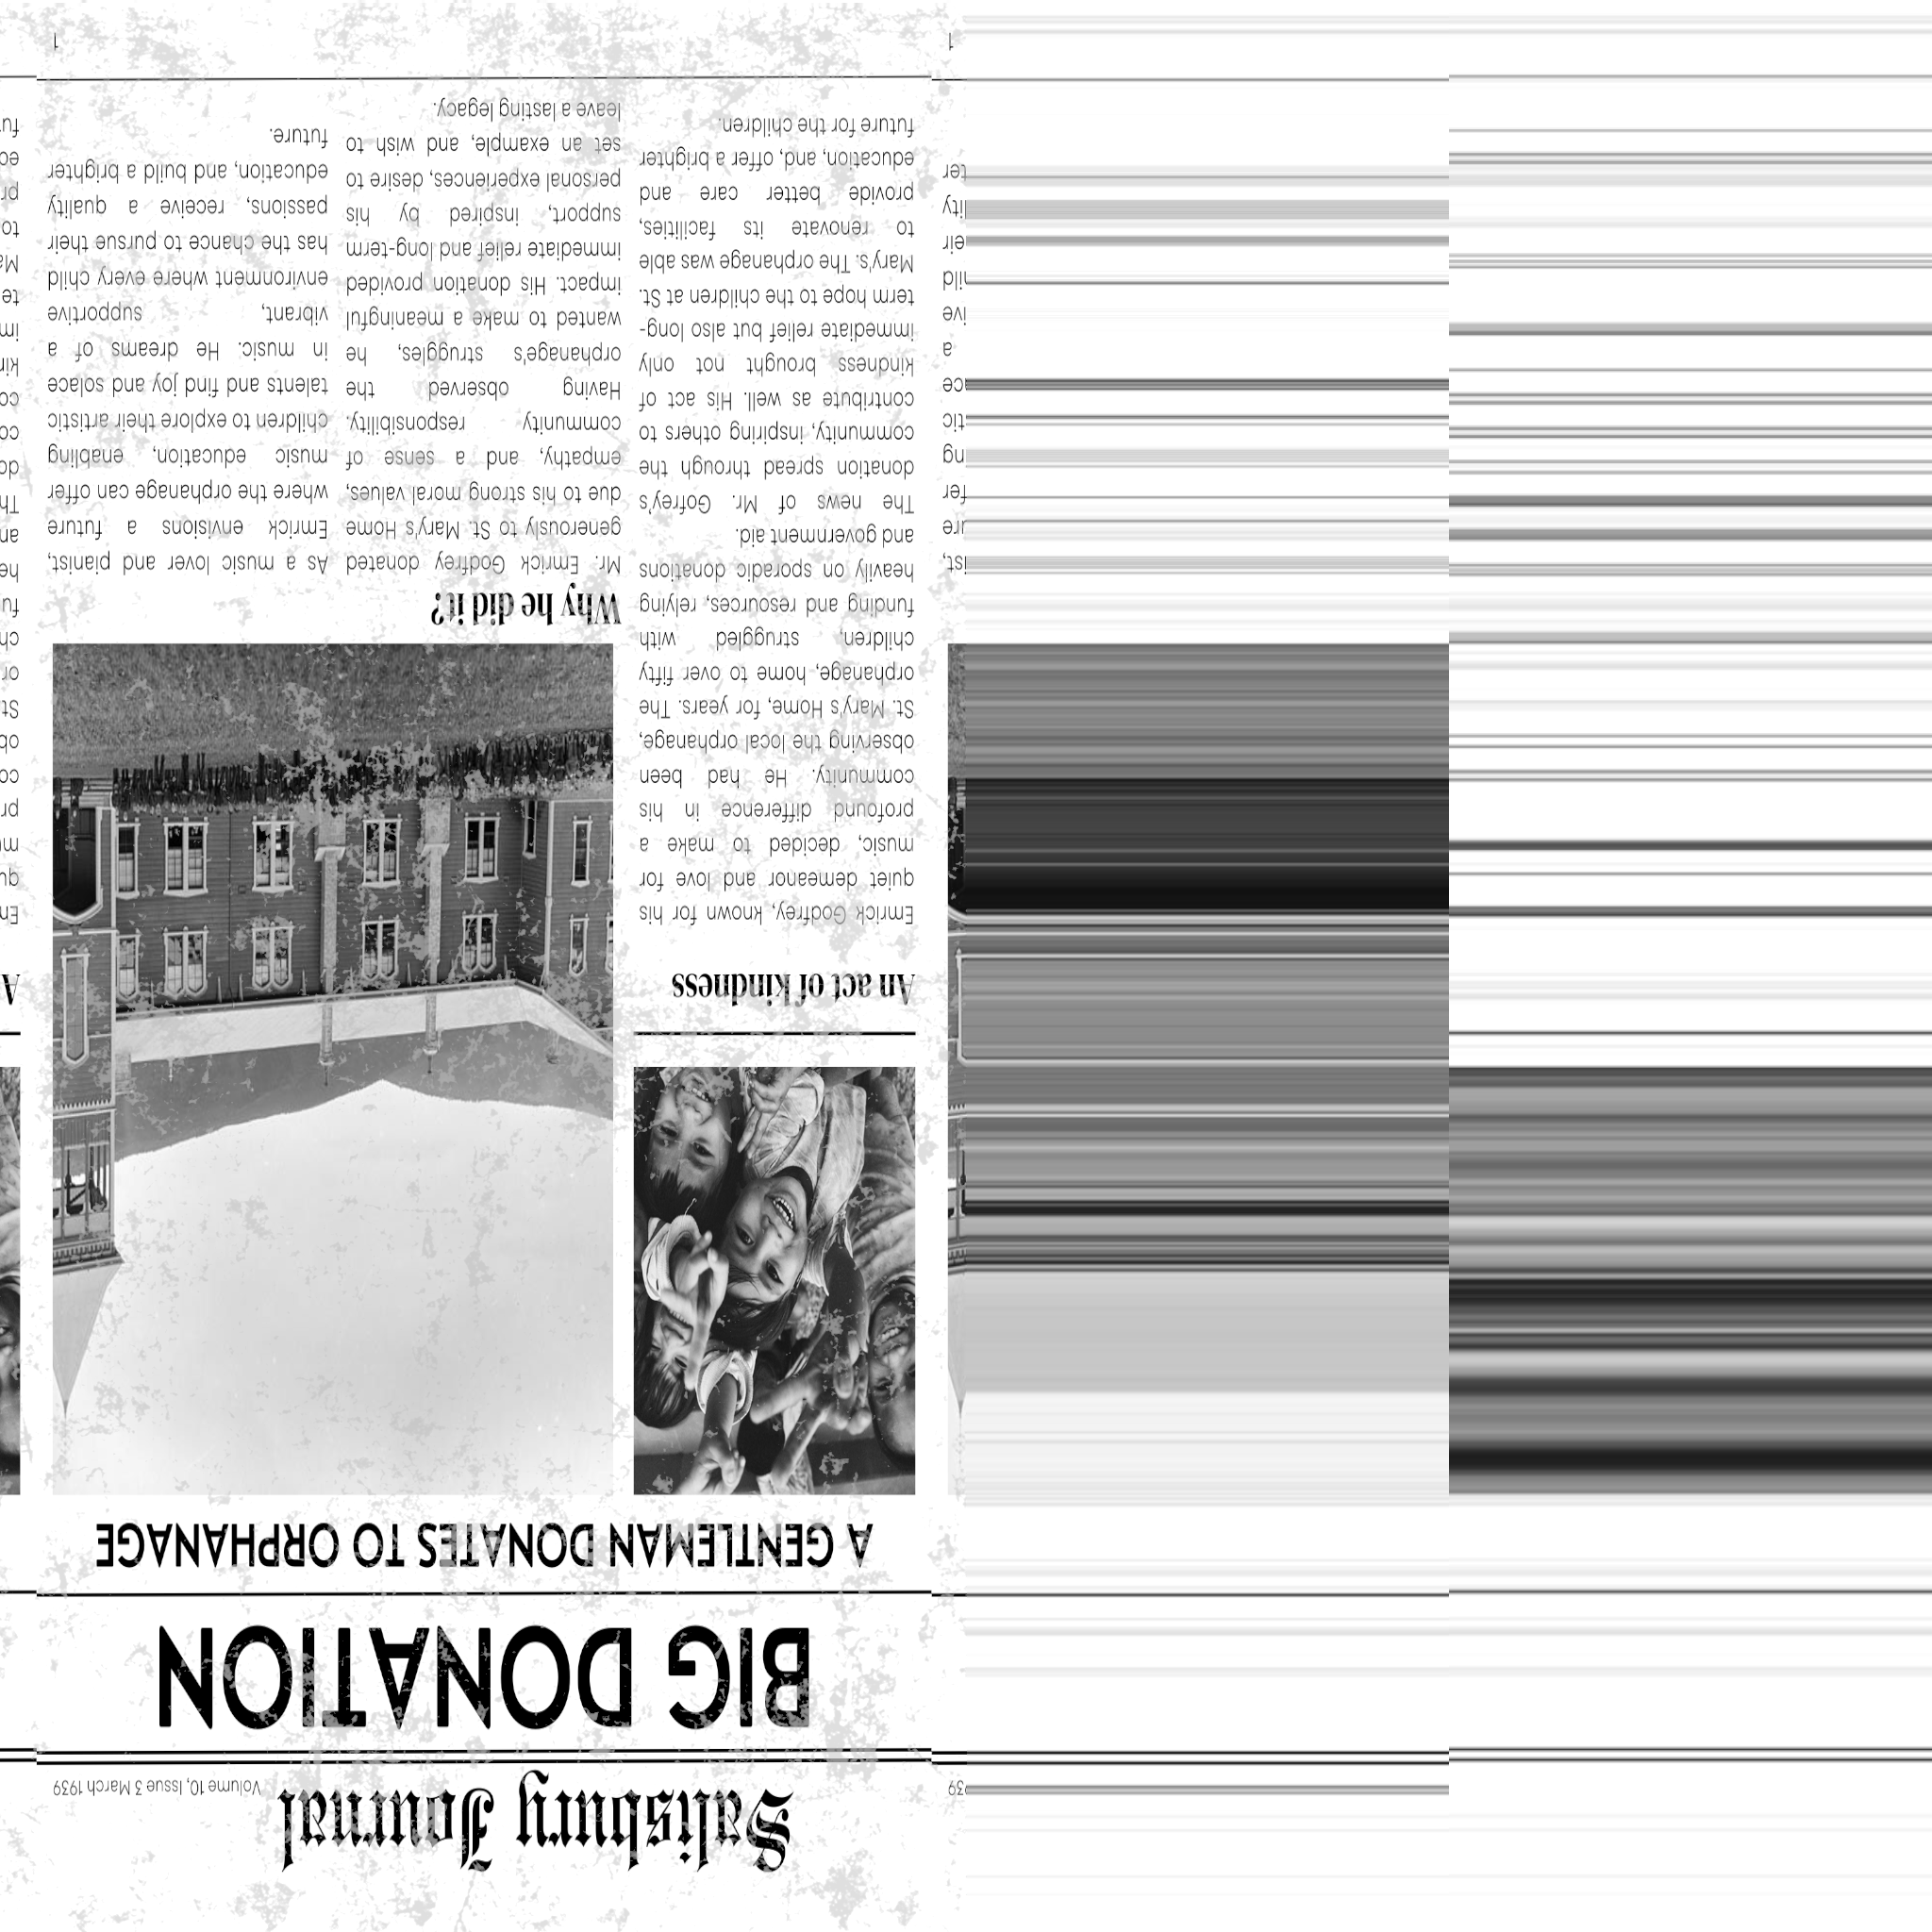 Salisbury Journal
Volume 10, Issue 3 March 1939
BIG DONATION
A GENTLEMAN DONATES TO ORPHANAGE
An act of kindness
Emrick Godfrey, known for his
quiet demeanor and love for
music, decided to make a
profound difference in his
community. He had been
observing the local orphanage,
St. Mary's Home, for years. The
orphanage, home to over fifty
children, struggled with
funding and resources, relying
heavily on sporadic donations
and government aid.
The news of Mr. Gofrey's
donation spread through the
community, inspiring others to
contribute as well. His act of
kindness brought not only
immediate relief but also long-
term hope to the children at St.
Mary's. The orphanage was able
to renovate its facilities,
provide better care and
education, and, offer a brighter
future for the children.
Why he did it?
Mr. Emrick Godfrey donated
generously to St. Mary's Home
due to his strong moral values,
empathy, and a sense of
community responsibility.
Having observed the
orphanage's struggles, he
wanted to make a meaningful
impact. His donation provided
immediate relief and long-term
support, inspired by his
personal experiences, desire to
set an example, and wish to
leave a lasting legacy.
As a music lover and pianist,
Emrick envisions a future
where the orphanage can offer
music education, enabling
children to explore their artistic
talents and find joy and solace
in music. He dreams of a
vibrant, supportive
environment where every child
has the chance to pursue their
passions, receive a quality
education, and build a brighter
future.
1